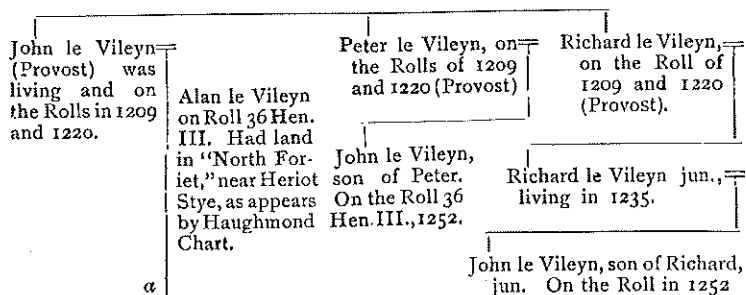 John le Vileyn
(Provost) was
living and on
the Rolls in 1209
and 1220.
Alan le Vileyn
on Roll 36 Hen.
III. Had land
in "North For-
iet," near Heriot
Stye, as appears
by Haughmond
Chart.
a
Peter le Vileyn, on
the Rolls of 1209
and 1220 (Provost)
John le Vileyn,
son of Peter.
On the Roll 36
Hen. III., 1252.
Richard le Vileyn,
on the Roll of
1209 and 1220
(Provost).
Richard le Vileyn jun.,
living in 1235.
John le Vileyn, son of Richard,
jun. On the Roll in 1252